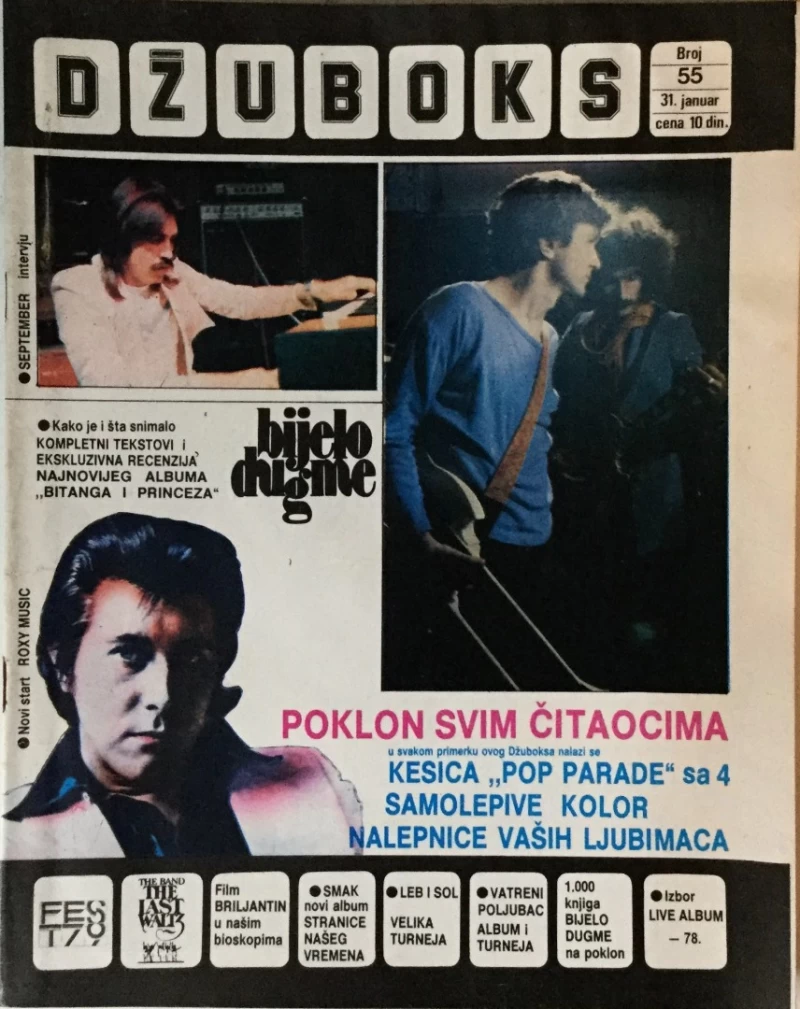 DŽUBOKS
Broj
55
31. januar
cena 10 din.
● SEPTEMBER intervju
● Kako je i šta snimalo
KOMPLETNI TEKSTOVI i
EKSKLUZIVNA RECENZIJA
NAJNOVIJEG ALBUMA
„BITANGA I PRINCEZA“
bijelo
dugme
● Novi start ROXY MUSIC
POKLON SVIM ČITAOCIMA
u svakom primerku ovog Džuboksa nalazi se
KESICA „POP PARADE“ sa 4
SAMOLEPIVE KOLOR
NALEPNICE VAŠIH LJUBIMACA
FES
T79
THE BAND
THE
LAST
WALTZ
Film
BRILJANTIN
u našim
bioskopima
● SMAK
novi album
STRANICE
NAŠEG
VREMENA
● LEB I SOL
VELIKA
TURNEJA
● VATRENI
POLJUBAC
ALBUM i
TURNEJA
1.000
knjiga
BIJELO
DUGME
na poklon
● Izbor
LIVE ALBUM
– 78.